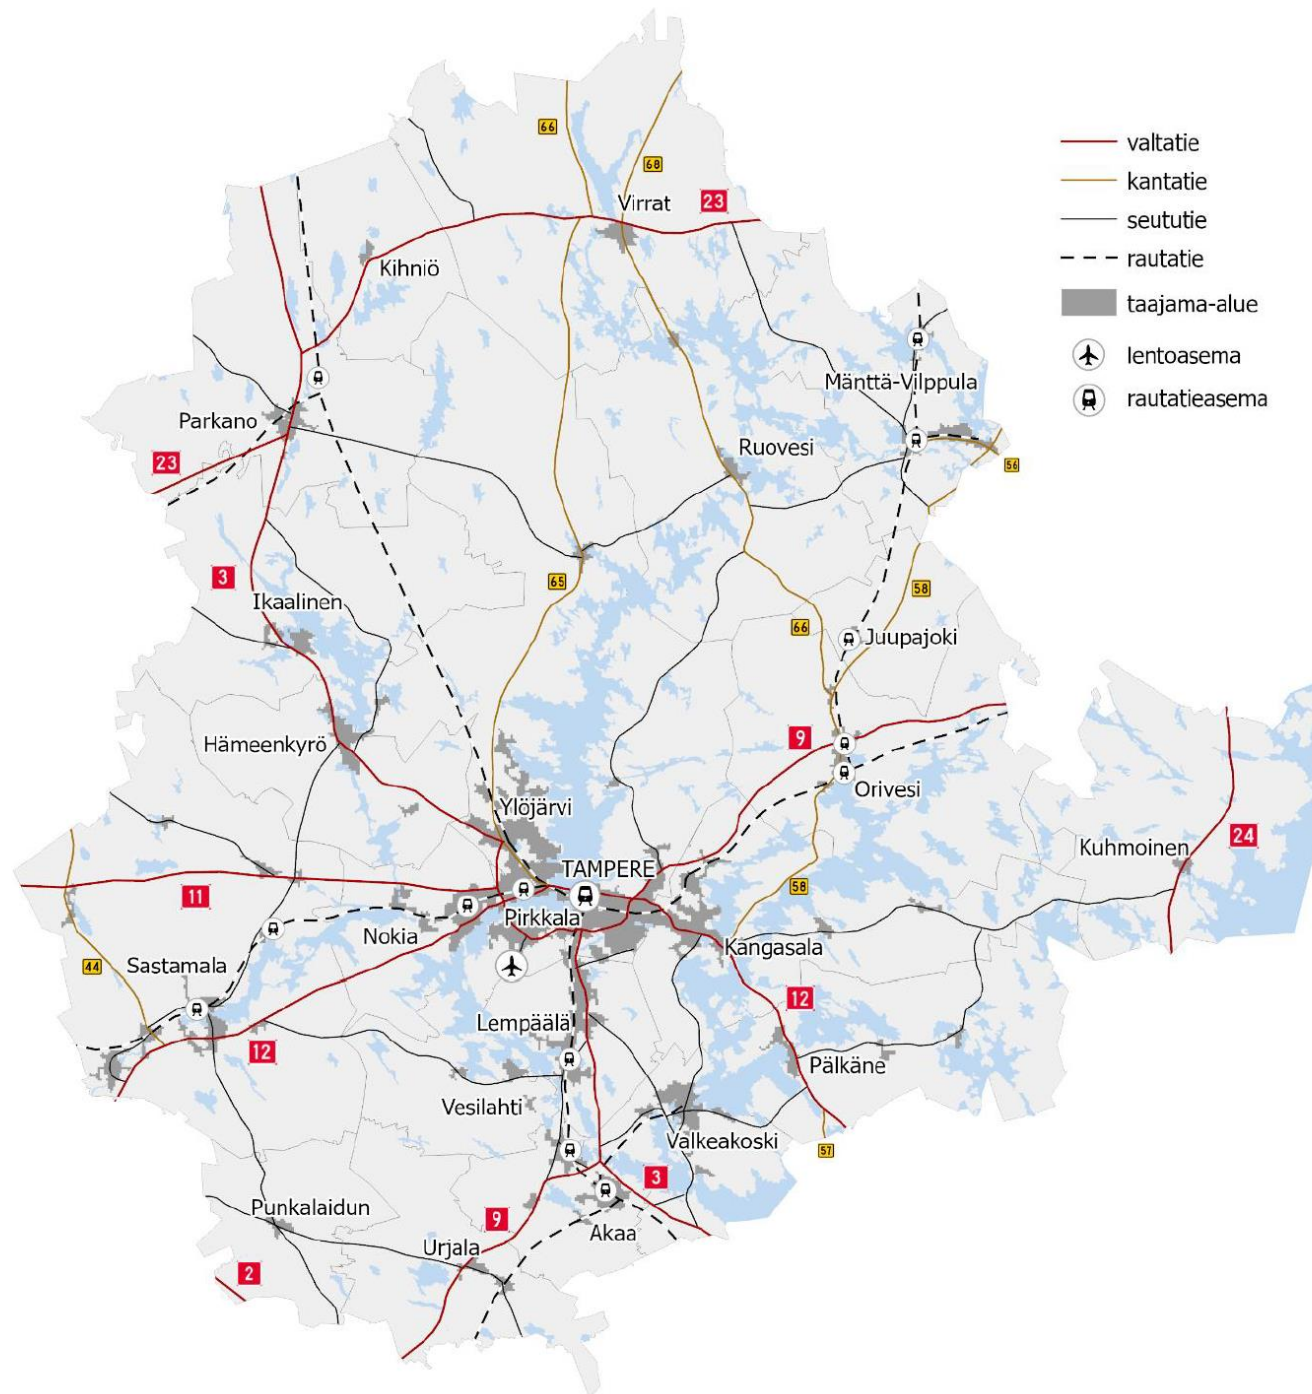 66
68
Virrat
23
Kihniö
valtatie
kantatie
seututie
rautatie
taajama-alue
lentoasema
rautatieasema
Mänttä-Vilppula
Parkano
23
Ruovesi
56
3
Ikaalinen
65
58
66
Juupajoki
Hämeenkyrö
9
Orivesi
Ylöjärvi
TAMPERE
Kuhmoinen
24
11
58
Pirkkala
Nokia
Kangasala
44
Sastamala
12
Lempäälä
12
Pälkäne
Vesilahti
Valkeakoski
57
3
Punkalaidun
9
Akaa
Urjala
2